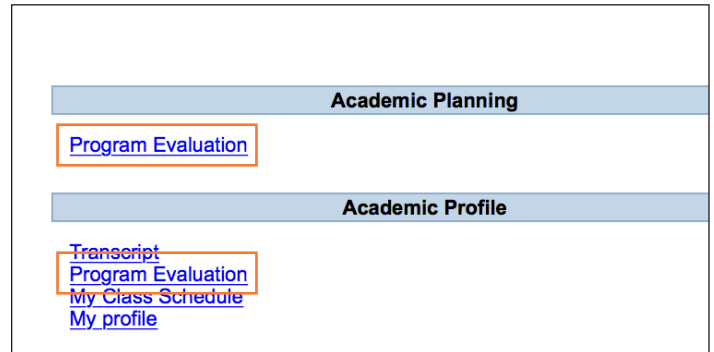 Academic Planning
Program Evaluation
Academic Profile
Transcript
Program Evaluation
My Class Schedule
My profile